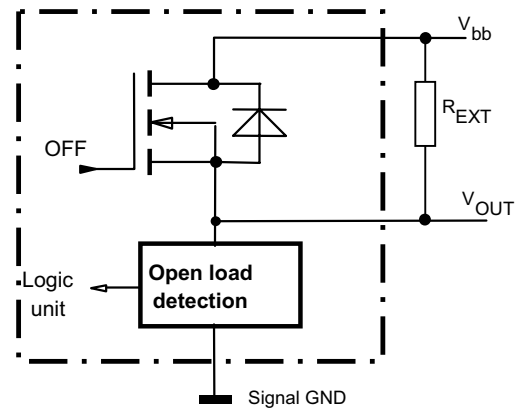 V_bb
R_EXT
OFF
V_OUT
Open load
detection
Logic
unit
Signal GND